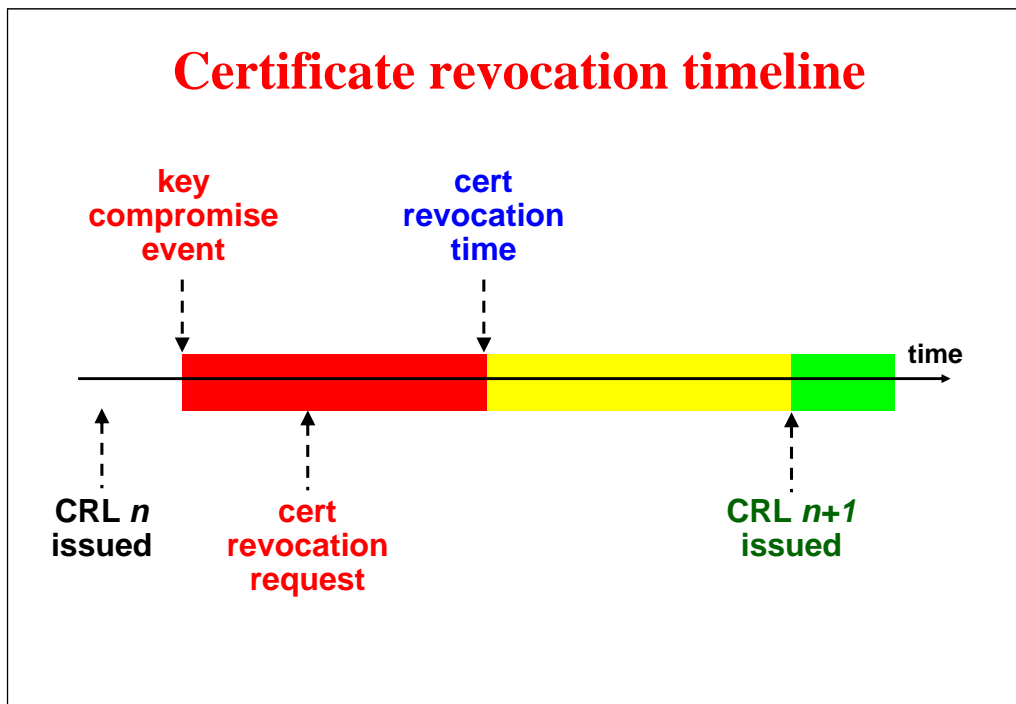 Certificate revocation timeline
key
compromise
event
cert
revocation
time
time
CRL n
issued
cert
revocation
request
CRL n+1
issued